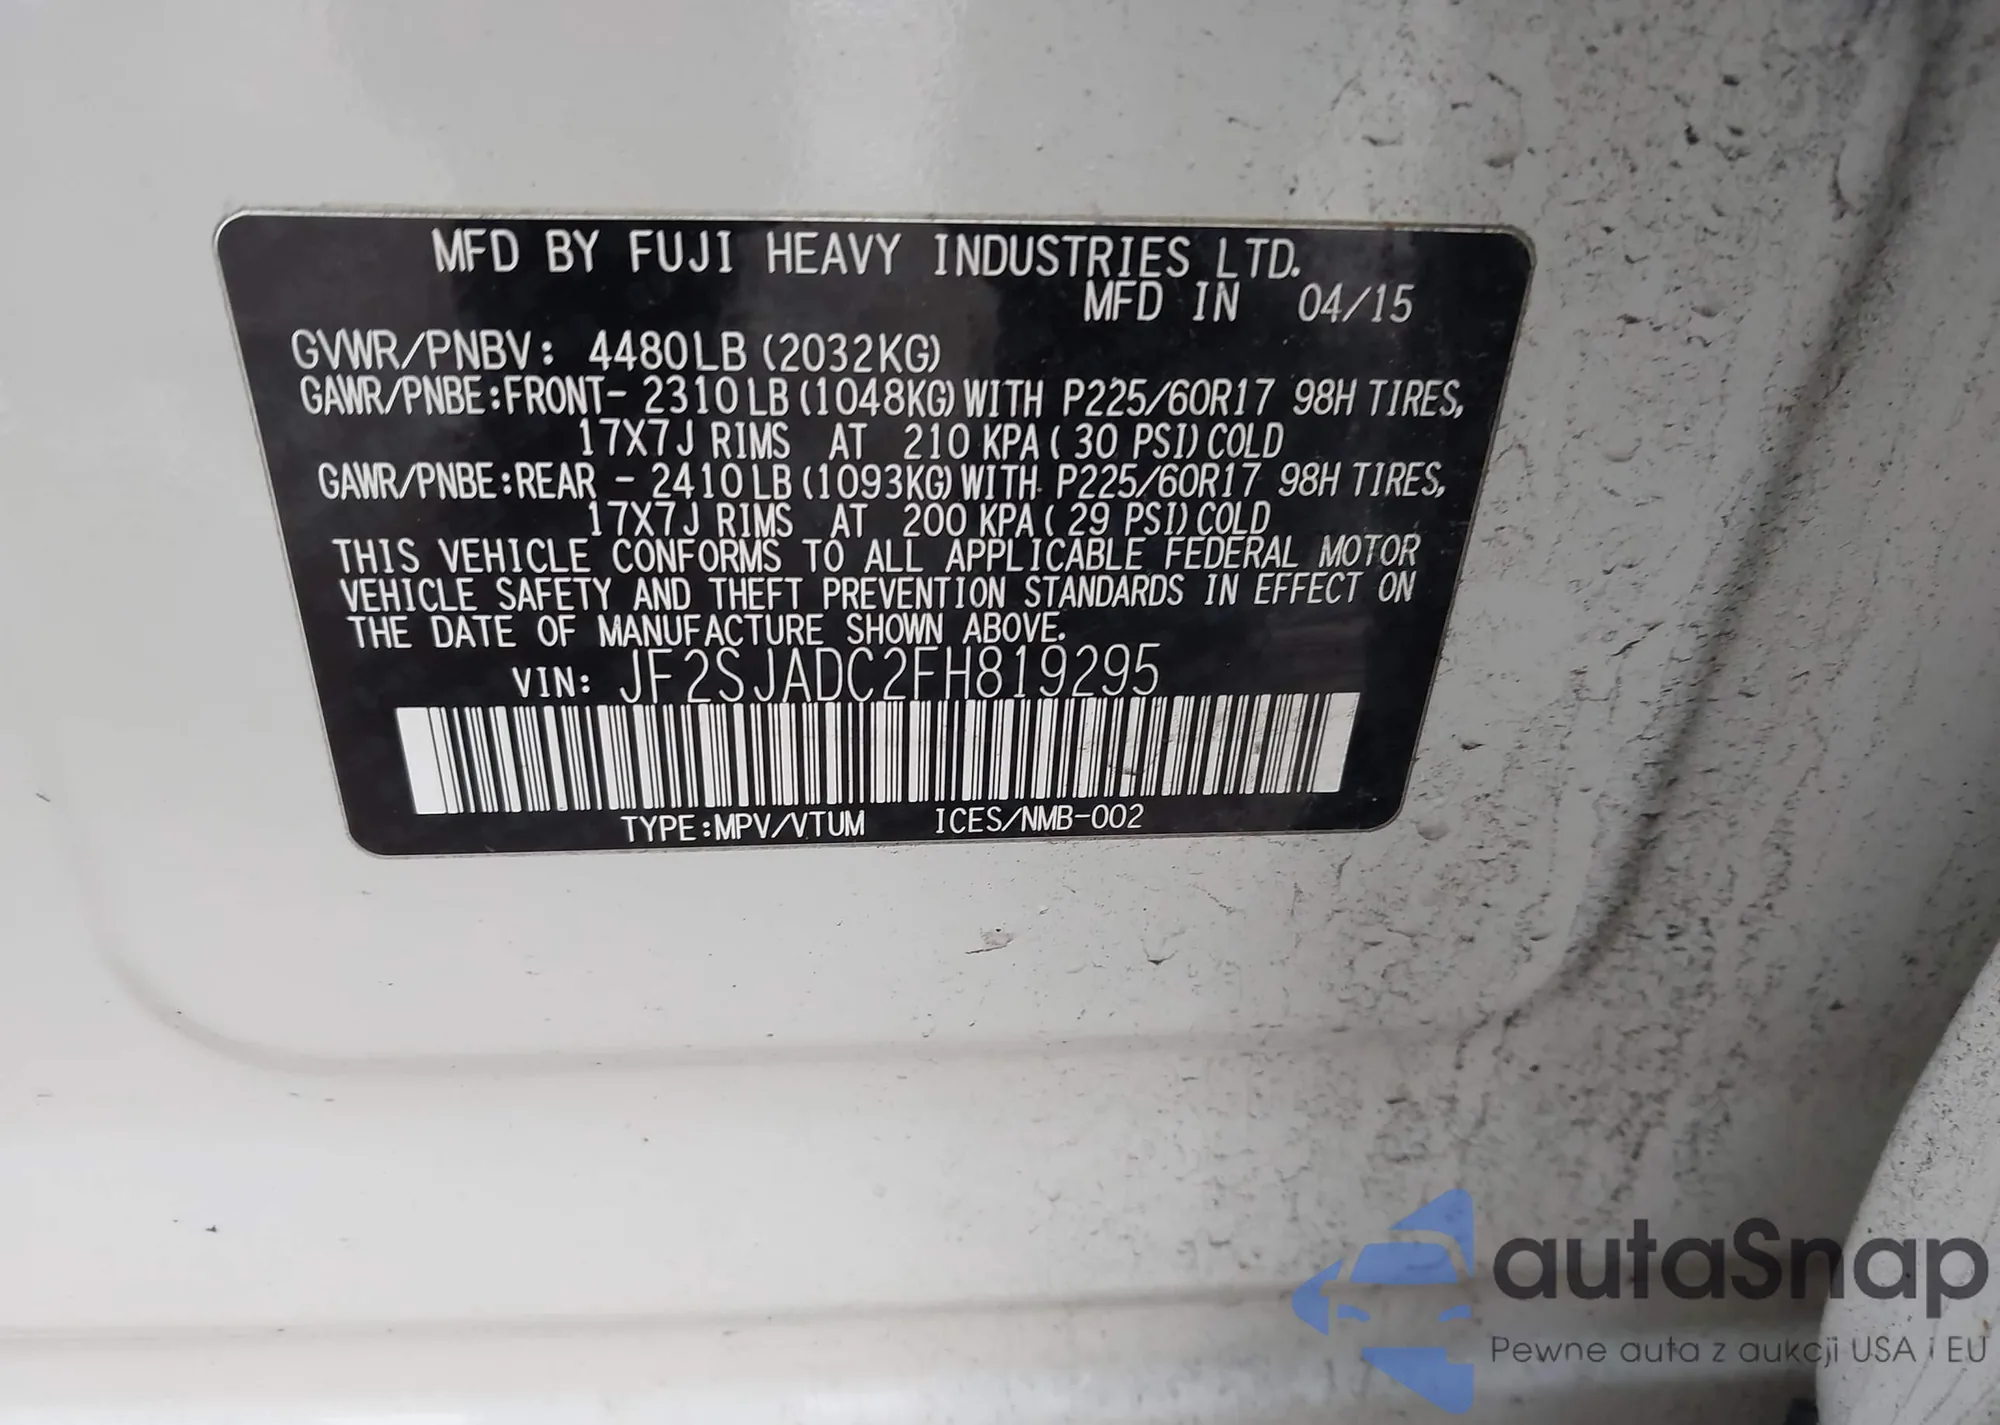 MFD BY FUJI HEAVY INDUSTRIES LTD.
MFD IN 04/15
GVWR/PNBV: 4480LB (2032KG)
GAWR/PNBE:FRONT- 2310LB (1048KG) WITH P225/60R17 98H TIRES,
17X7J RIMS AT 210 KPA ( 30 PSI) COLD
GAWR/PNBE:REAR - 2410LB (1093KG) WITH P225/60R17 98H TIRES,
17X7J RIMS AT 200 KPA ( 29 PSI) COLD
THIS VEHICLE CONFORMS TO ALL APPLICABLE FEDERAL MOTOR
VEHICLE SAFETY AND THEFT PREVENTION STANDARDS IN EFFECT ON
THE DATE OF MANUFACTURE SHOWN ABOVE.
VIN: JF2SJADC2FH819295
TYPE:MPV/VTUM ICES/NMB-002
autaSnap
Pewne auta z aukcji USA i EU